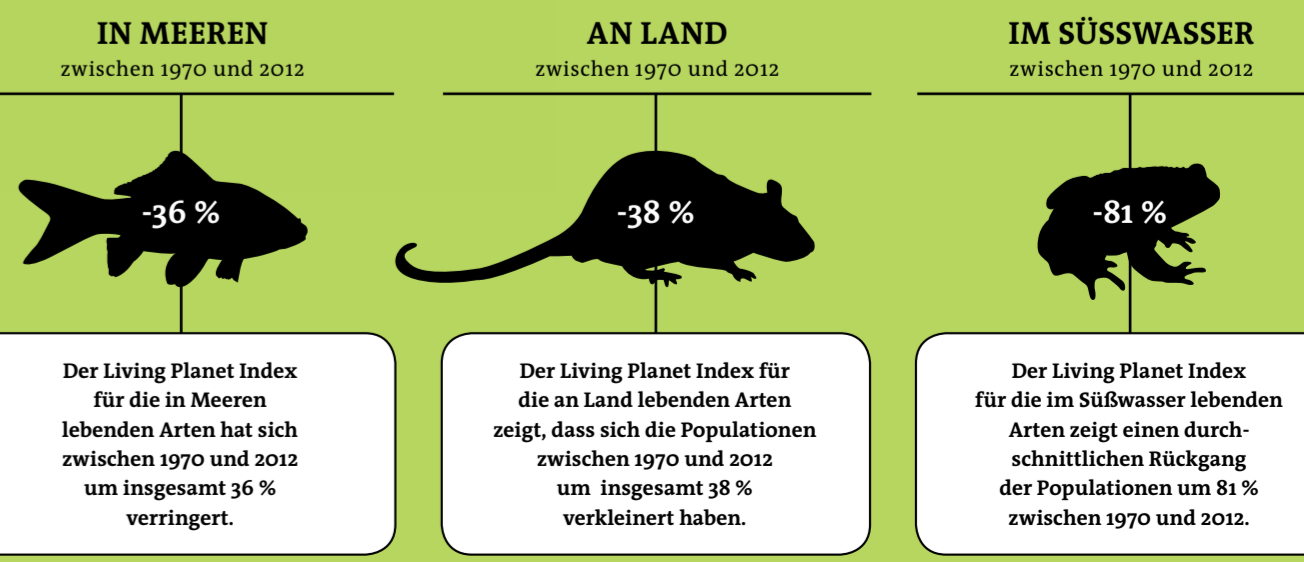 IN MEEREN
zwischen 1970 und 2012
-36 %
Der Living Planet Index
für die in Meeren
lebenden Arten hat sich
zwischen 1970 und 2012
um insgesamt 36 %
verringert.
AN LAND
zwischen 1970 und 2012
-38 %
Der Living Planet Index für
die an Land lebenden Arten
zeigt, dass sich die Populationen
zwischen 1970 und 2012
um insgesamt 38 %
verkleinert haben.
IM SÜSSWASSER
zwischen 1970 und 2012
-81 %
Der Living Planet Index
für die im Süßwasser lebenden
Arten zeigt einen durch-
schnittlichen Rückgang
der Populationen um 81 %
zwischen 1970 und 2012.